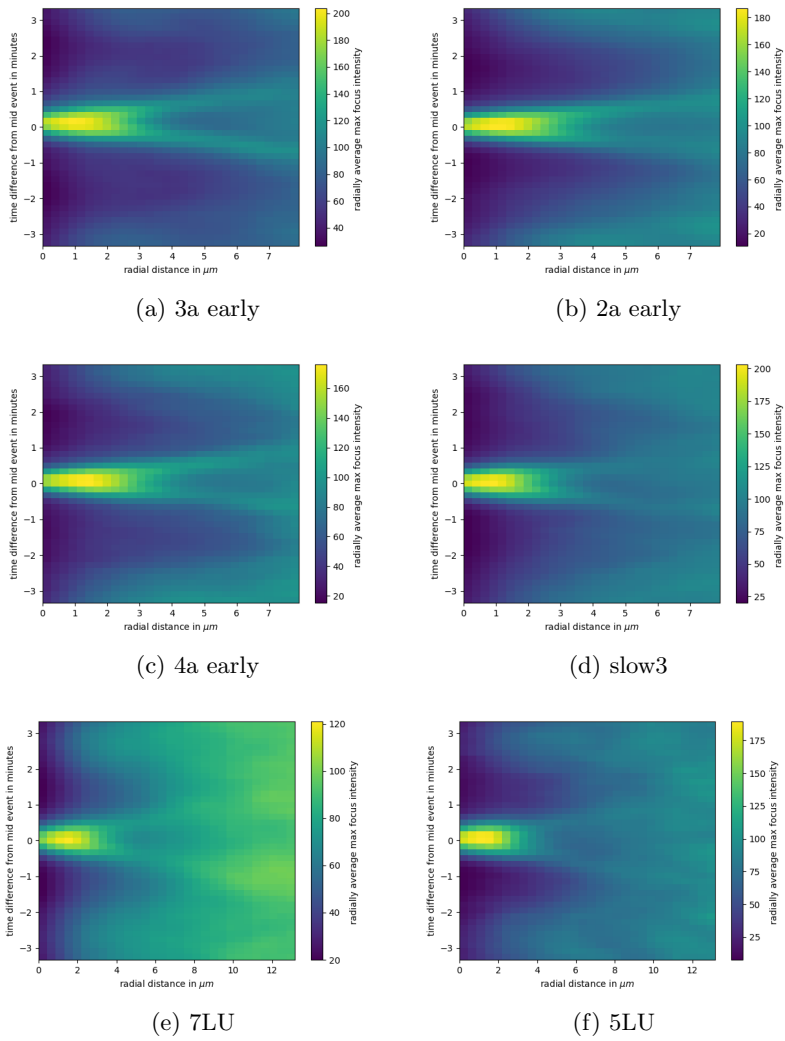 3
2
1
0
−1
−2
−3
time difference from mid event in minutes
0 1 2 3 4 5 6 7
radial distance in μm
200
180
160
140
120
100
80
60
40
radially average max focus intensity
(a) 3a early
3
2
1
0
−1
−2
−3
time difference from mid event in minutes
0 1 2 3 4 5 6 7
radial distance in μm
180
160
140
120
100
80
60
40
20
radially average max focus intensity
(b) 2a early
3
2
1
0
−1
−2
−3
time difference from mid event in minutes
0 1 2 3 4 5 6 7
radial distance in μm
160
140
120
100
80
60
40
20
radially average max focus intensity
(c) 4a early
3
2
1
0
−1
−2
−3
time difference from mid event in minutes
0 1 2 3 4 5 6 7
radial distance in μm
200
175
150
125
100
75
50
25
radially average max focus intensity
(d) slow3
3
2
1
0
−1
−2
−3
time difference from mid event in minutes
0 2 4 6 8 10 12
radial distance in μm
120
100
80
60
40
20
radially average max focus intensity
(e) 7LU
3
2
1
0
−1
−2
−3
time difference from mid event in minutes
0 2 4 6 8 10 12
radial distance in μm
175
150
125
100
75
50
25
radially average max focus intensity
(f) 5LU